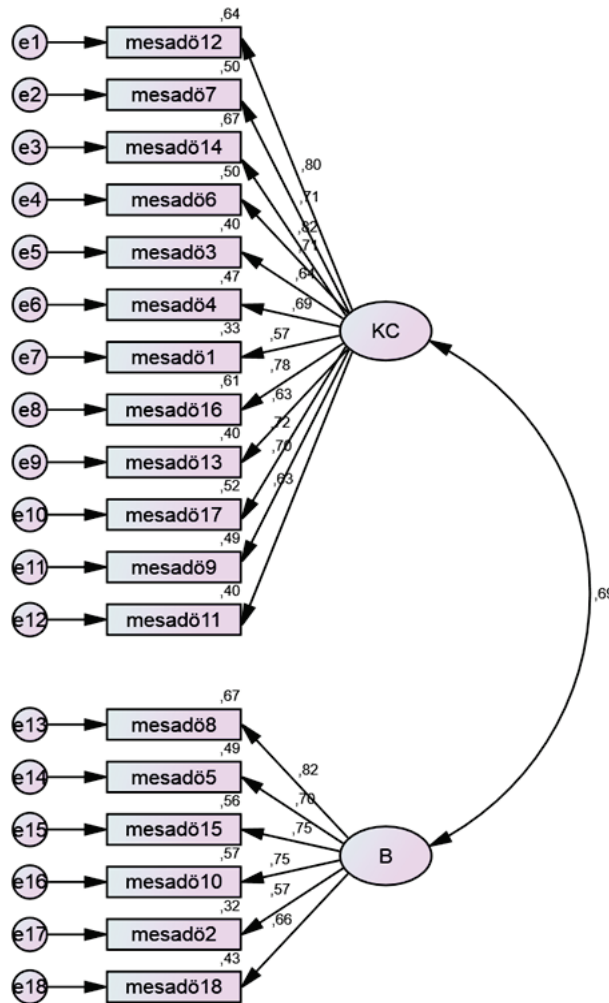 ,64
e1 mesadö12
,50
e2 mesadö7
,67
e3 mesadö14
,50
e4 mesadö6
,40
e5 mesadö3
,47
e6 mesadö4
,33
e7 mesadö1
,61
e8 mesadö16
,40
e9 mesadö13
,52
e10 mesadö17
,49
e11 mesadö9
,40
e12 mesadö11
,80
,71
,82
,71
,64
,69
,57
,78
,63
,72
,70
,63
KC
,69
,67
e13 mesadö8
,49
e14 mesadö5
,56
e15 mesadö15
,57
e16 mesadö10
,32
e17 mesadö2
,43
e18 mesadö18
,82
,70
,75
,75
,57
,66
B